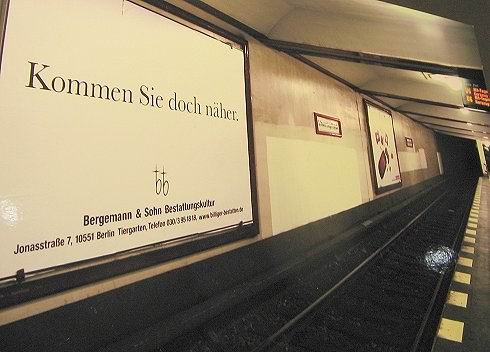 Kommen Sie doch näher.
Bergemann & Sohn Bestattungskultur
Jonasstraße 7, 10551 Berlin Tiergarten, Telefon 030/3 95 18 18, www.billiger-bestatten.de